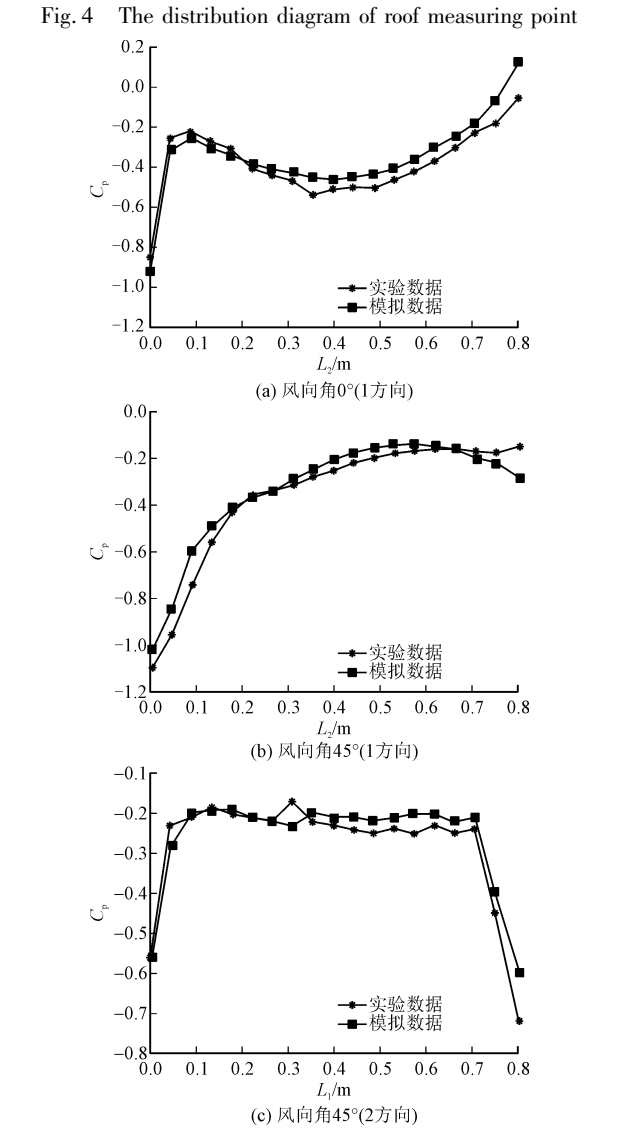 Fig. 4 The distribution diagram of roof measuring point
0.2
0.0
−0.2
−0.4
−0.6
−0.8
−1.0
−1.2
Cp
实验数据
模拟数据
0.0 0.1 0.2 0.3 0.4 0.5 0.6 0.7 0.8
L2/m
(a) 风向角0°(1方向)
0.0
−0.2
−0.4
−0.6
−0.8
−1.0
−1.2
Cp
实验数据
模拟数据
0.0 0.1 0.2 0.3 0.4 0.5 0.6 0.7 0.8
L2/m
(b) 风向角45°(1方向)
−0.1
−0.2
−0.3
−0.4
−0.5
−0.6
−0.7
−0.8
Cp
实验数据
模拟数据
0.0 0.1 0.2 0.3 0.4 0.5 0.6 0.7 0.8
L1/m
(c) 风向角45°(2方向)